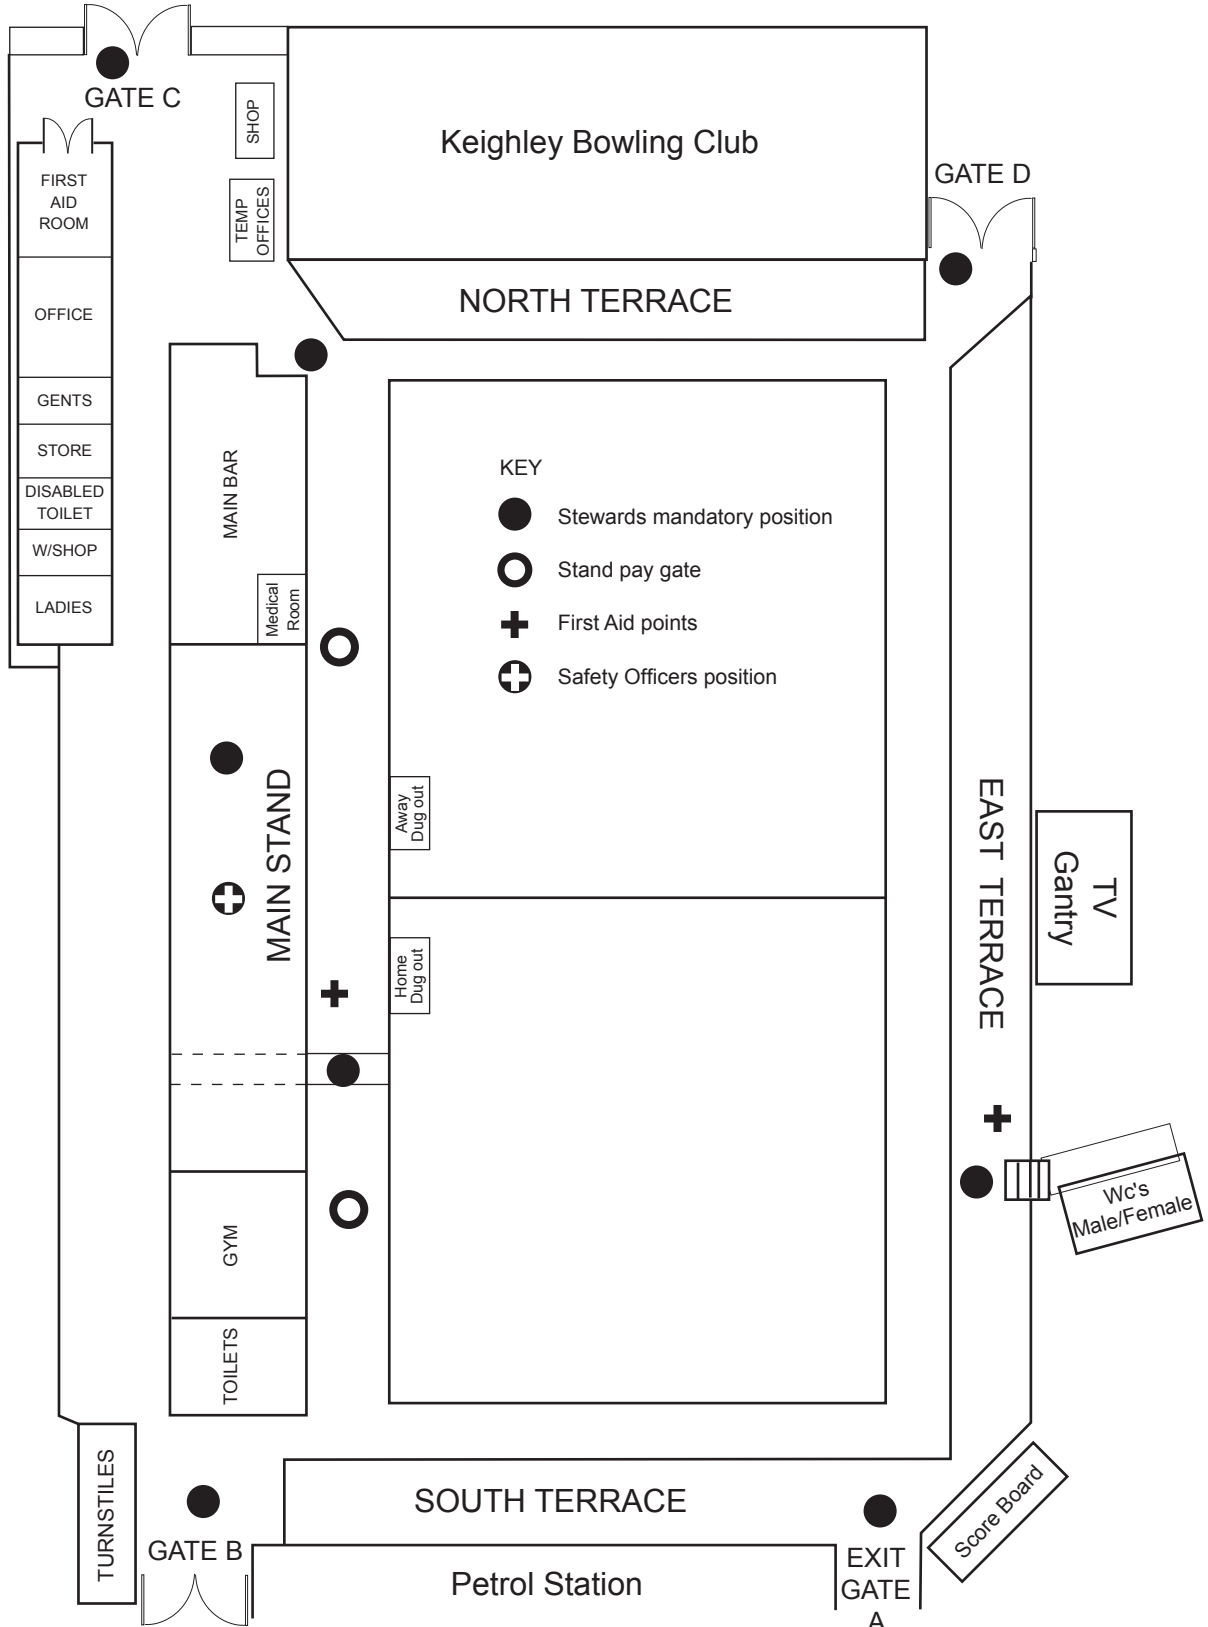 GATE C
SHOP
Keighley Bowling Club
GATE D
FIRST
AID
ROOM
TEMP
OFFICES
OFFICE
NORTH TERRACE
GENTS
STORE
DISABLED
TOILET
W/SHOP
LADIES
MAIN BAR
Medical
Room
KEY
Stewards mandatory position
Stand pay gate
First Aid points
Safety Officers position
MAIN STAND
Away
Dug out
Home
Dug out
EAST TERRACE
TV
Gantry
Wc's
Male/Female
GYM
TOILETS
TURNSTILES
GATE B
SOUTH TERRACE
Petrol Station
EXIT
GATE
A
Score Board